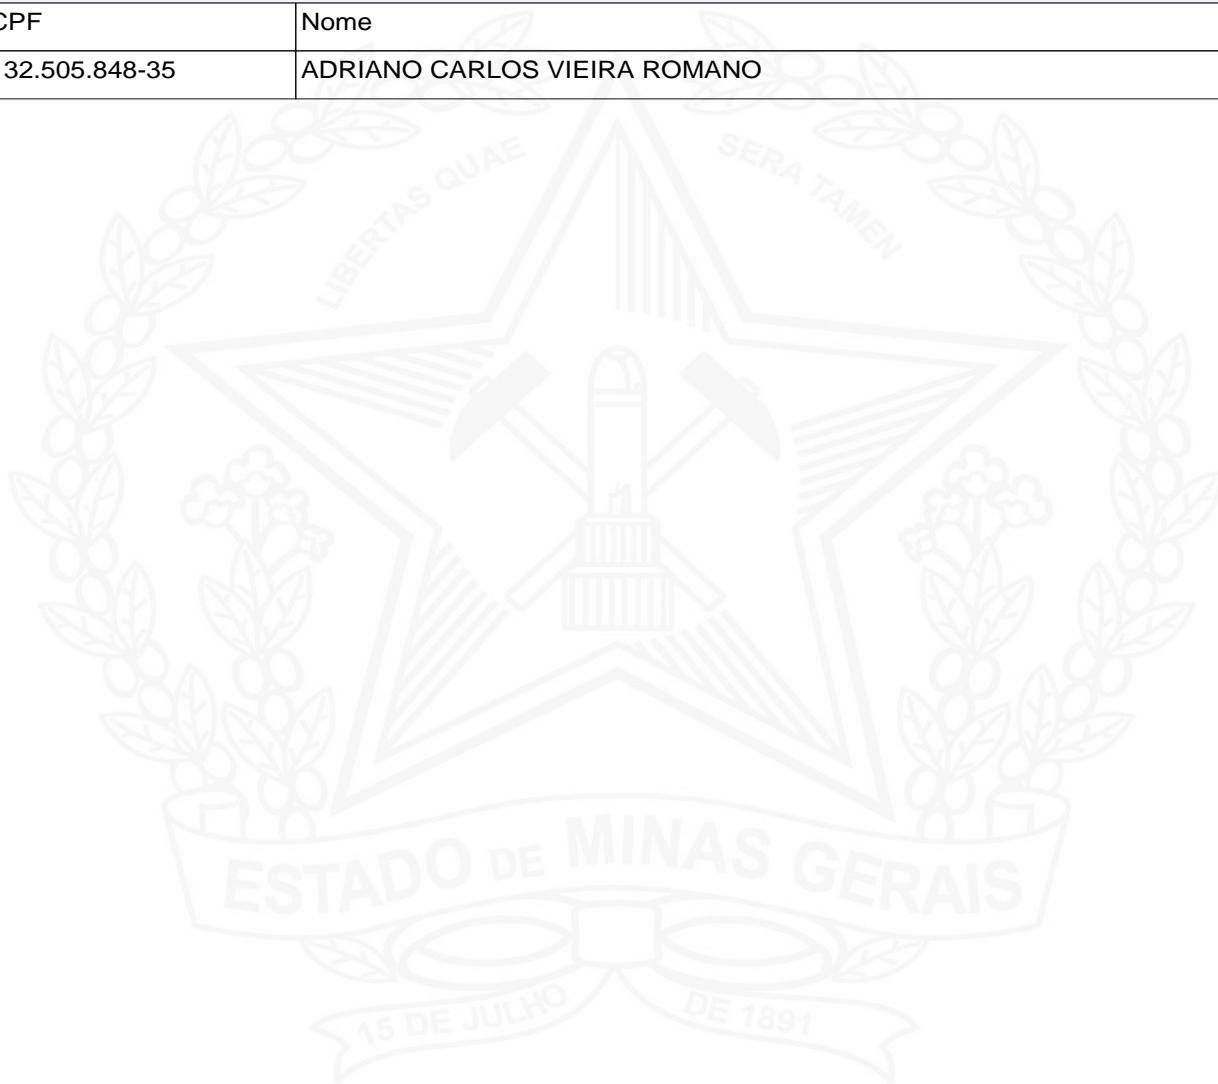 CPF Nome
32.505.848-35 ADRIANO CARLOS VIEIRA ROMANO
LIBERTAS QUAE SERA TAMEN
ESTADO DE MINAS GERAIS
15 DE JULHO DE 1891